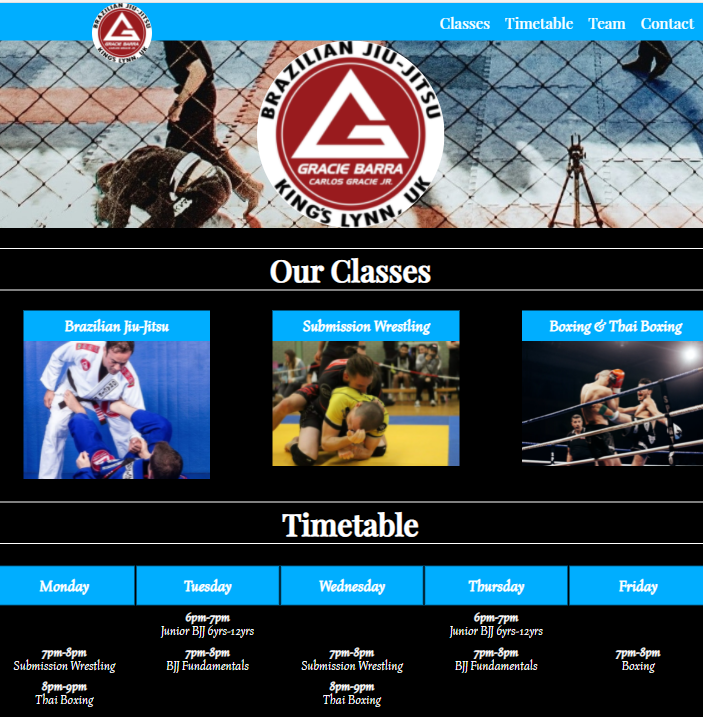 BRAZILIAN JIU-JITSU
GRACIE BARRA
KING'S LYNN, UK
Classes Timetable Team Contact
BRAZILIAN JIU-JITSU
GRACIE BARRA
CARLOS GRACIE JR.
KING'S LYNN, UK
Our Classes
Brazilian Jiu-Jitsu
Submission Wrestling
Boxing & Thai Boxing
Timetable
Monday Tuesday Wednesday Thursday Friday
6pm-7pm 6pm-7pm
Junior BJJ 6yrs-12yrs Junior BJJ 6yrs-12yrs
7pm-8pm 7pm-8pm 7pm-8pm 7pm-8pm 7pm-8pm
Submission Wrestling BJJ Fundamentals Submission Wrestling BJJ Fundamentals Boxing
8pm-9pm 8pm-9pm
Thai Boxing Thai Boxing